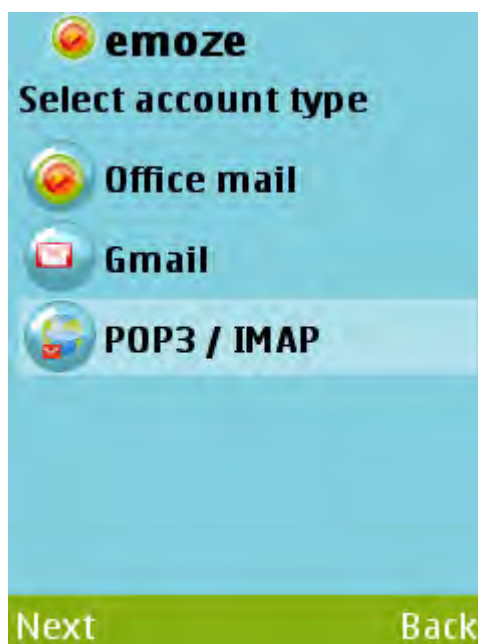 emoze
Select account type
Office mail
Gmail
POP3 / IMAP
Next Back